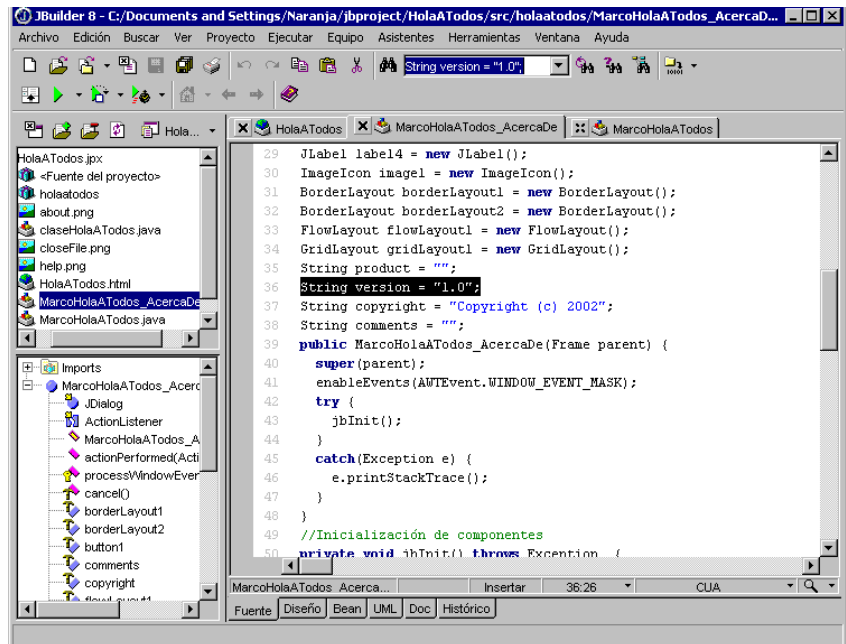 JBuilder 8 - C:/Documents and Settings/Naranja/jbproject/HolaATodos/src/holaatodos/MarcoHolaATodos_AcercaD...
Archivo Edición Buscar Ver Proyecto Ejecutar Equipo Asistentes Herramientas Ventana Ayuda
String version = "1.0";
Hola...
HolaATodos.jpx
<Fuente del proyecto>
holaatodos
about.png
claseHolaATodos.java
closeFile.png
help.png
HolaATodos.html
MarcoHolaATodos_AcercaDe
MarcoHolaATodos.java
Imports
MarcoHolaATodos_Acerc
JDialog
ActionListener
MarcoHolaATodos_A
actionPerformed(Acti
processWindowEver
cancel()
borderLayout1
borderLayout2
button1
comments
copyright
flowLayout1
HolaATodos MarcoHolaATodos_AcercaDe MarcoHolaATodos
29 JLabel label4 = new JLabel();
30 ImageIcon image1 = new ImageIcon();
31 BorderLayout borderLayout1 = new BorderLayout();
32 BorderLayout borderLayout2 = new BorderLayout();
33 FlowLayout flowLayout1 = new FlowLayout();
34 GridLayout gridLayout1 = new GridLayout();
35 String product = "";
36 String version = "1.0";
37 String copyright = "Copyright (c) 2002";
38 String comments = "";
39 public MarcoHolaATodos_AcercaDe(Frame parent) {
40 super(parent);
41 enableEvents(AWTEvent.WINDOW_EVENT_MASK);
42 try {
43 jbInit();
44 }
45 catch(Exception e) {
46 e.printStackTrace();
47 }
48 }
49 //Inicialización de componentes
50 private void jbInit() throws Exception {
MarcoHolaATodos_Acerca... Insertar 36:26 CUA
Fuente Diseño Bean UML Doc Histórico